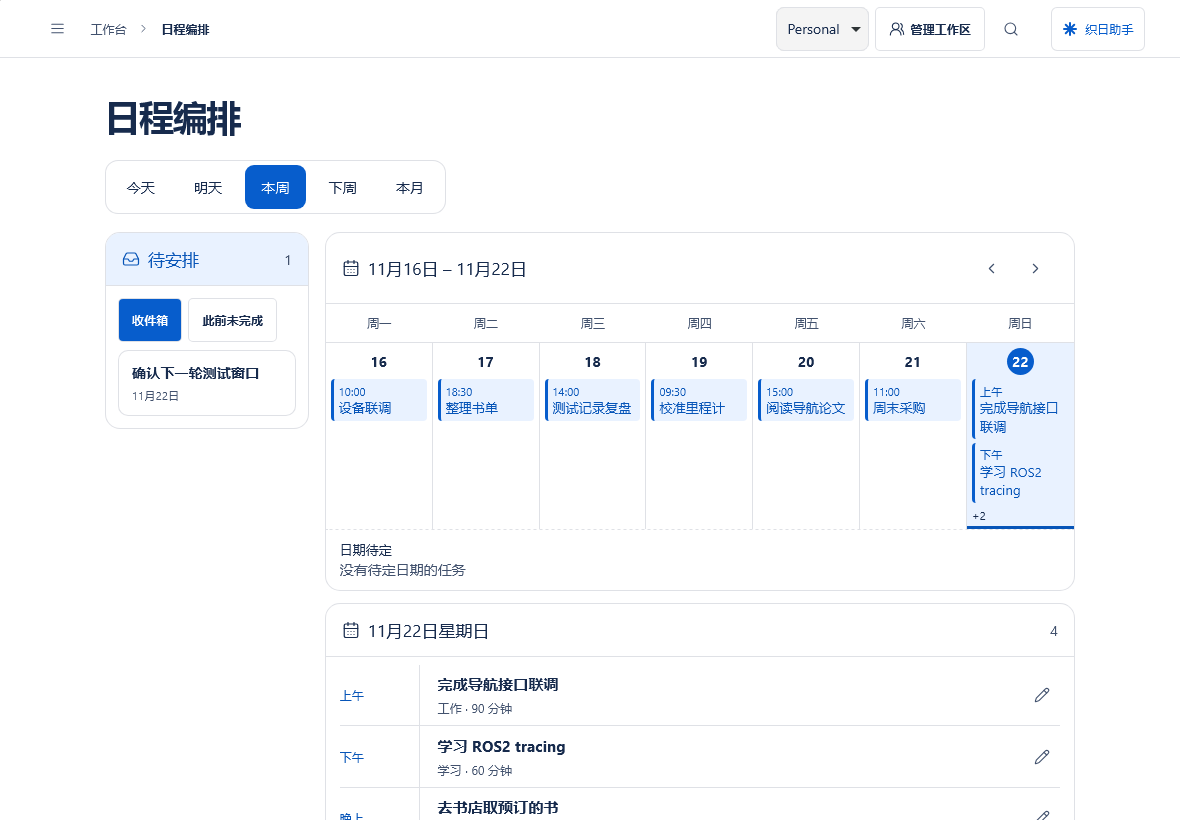 工作台
日程编排
Personal
管理工作区
织日助手
日程编排
今天
明天
本周
下周
本月
待安排
1
收件箱
此前未完成
确认下一轮测试窗口
11月22日
11月16日 – 11月22日
周一
周二
周三
周四
周五
周六
周日
16
17
18
19
20
21
22
10:00
设备联调
18:30
整理书单
14:00
测试记录复盘
09:30
校准里程计
15:00
阅读导航论文
11:00
周末采购
上午
完成导航接口
联调
下午
学习 ROS2
tracing
+2
日期待定
没有待定日期的任务
11月22日星期日
4
上午
完成导航接口联调
工作 · 90 分钟
下午
学习 ROS2 tracing
学习 · 60 分钟
晚上
去书店取预订的书